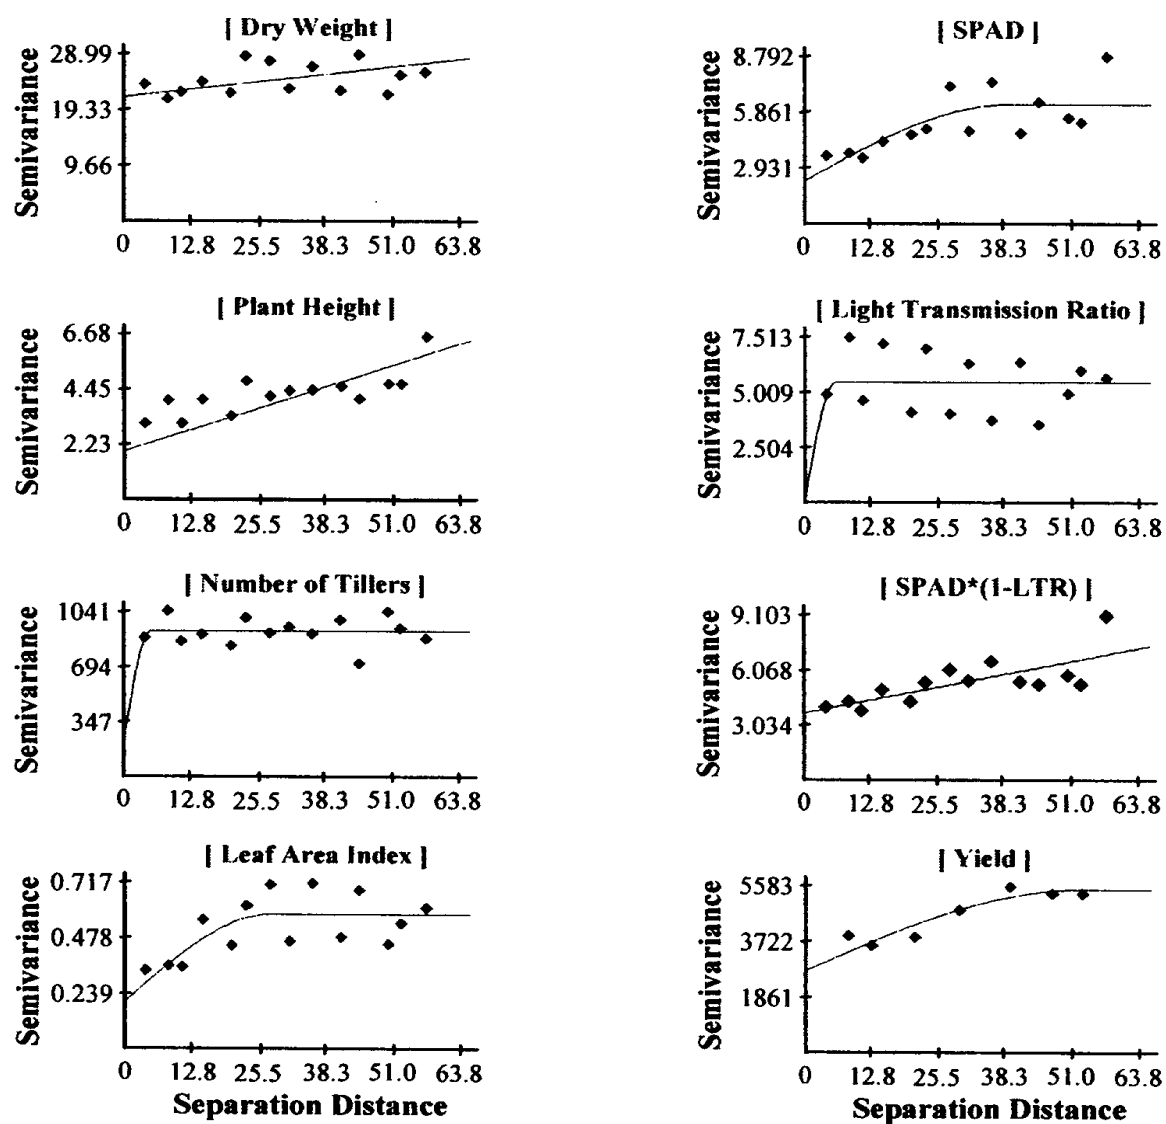 [ Dry Weight ]
Semivariance
28.99
19.33
9.66
0 12.8 25.5 38.3 51.0 63.8
[ SPAD ]
Semivariance
8.792
5.861
2.931
0 12.8 25.5 38.3 51.0 63.8
[ Plant Height ]
Semivariance
6.68
4.45
2.23
0 12.8 25.5 38.3 51.0 63.8
[ Light Transmission Ratio ]
Semivariance
7.513
5.009
2.504
0 12.8 25.5 38.3 51.0 63.8
[ Number of Tillers ]
Semivariance
1041
694
347
0 12.8 25.5 38.3 51.0 63.8
[ SPAD*(1-LTR) ]
Semivariance
9.103
6.068
3.034
0 12.8 25.5 38.3 51.0 63.8
[ Leaf Area Index ]
Semivariance
0.717
0.478
0.239
0 12.8 25.5 38.3 51.0 63.8
Separation Distance
[ Yield ]
Semivariance
5583
3722
1861
0 12.8 25.5 38.3 51.0 63.8
Separation Distance